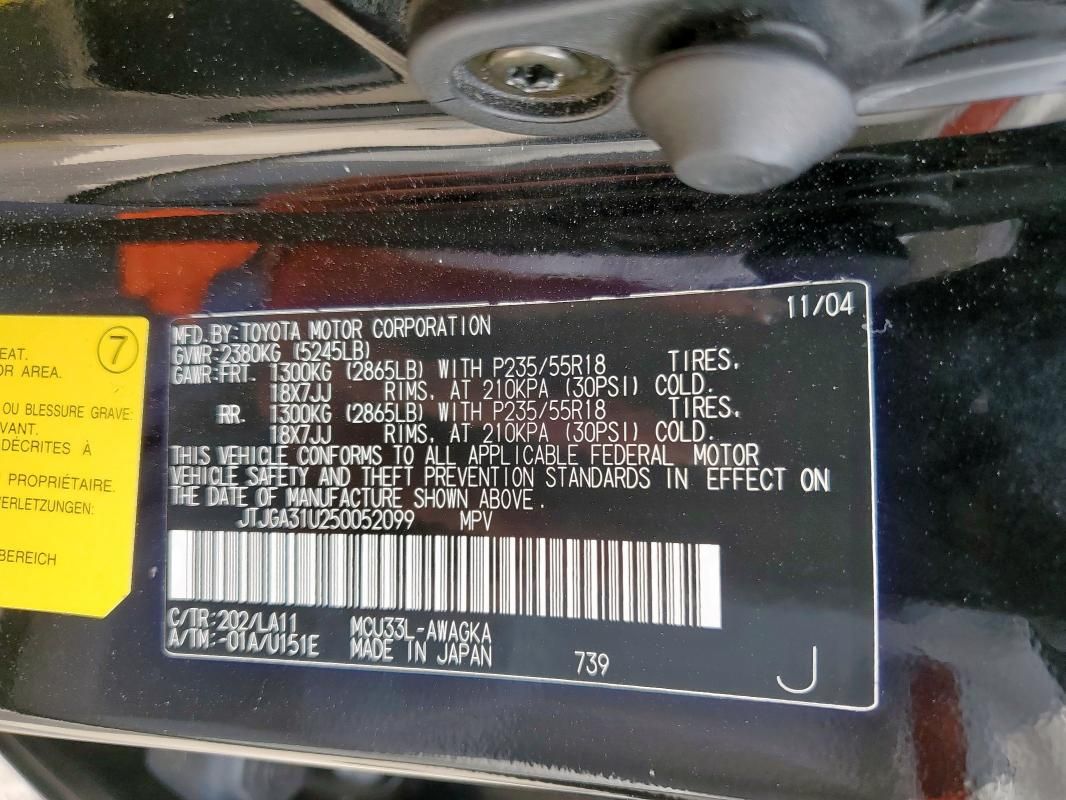 7
EAT.
OR AREA.
OU BLESSURE GRAVE:
VANT.
DÉCRITES À
PROPRIÉTAIRE.
ERLETZUNGEN:
BEREICH
11/04
MFD. BY: TOYOTA MOTOR CORPORATION
GVWR: 2380KG (5245LB)
GAWR: FRT. 1300KG (2865LB) WITH P235/55R18 TIRES,
18X7JJ RIMS, AT 210KPA (30PSI) COLD.
RR. 1300KG (2865LB) WITH P235/55R18 TIRES,
18X7JJ RIMS, AT 210KPA (30PSI) COLD.
THIS VEHICLE CONFORMS TO ALL APPLICABLE FEDERAL MOTOR
VEHICLE SAFETY AND THEFT PREVENTION STANDARDS IN EFFECT ON
THE DATE OF MANUFACTURE SHOWN ABOVE.
JTJGA31U250052099 MPV
C/TR: 202/LA11 MCU33L-AWAGKA
A/TM: -01A/U151E MADE IN JAPAN 739
J